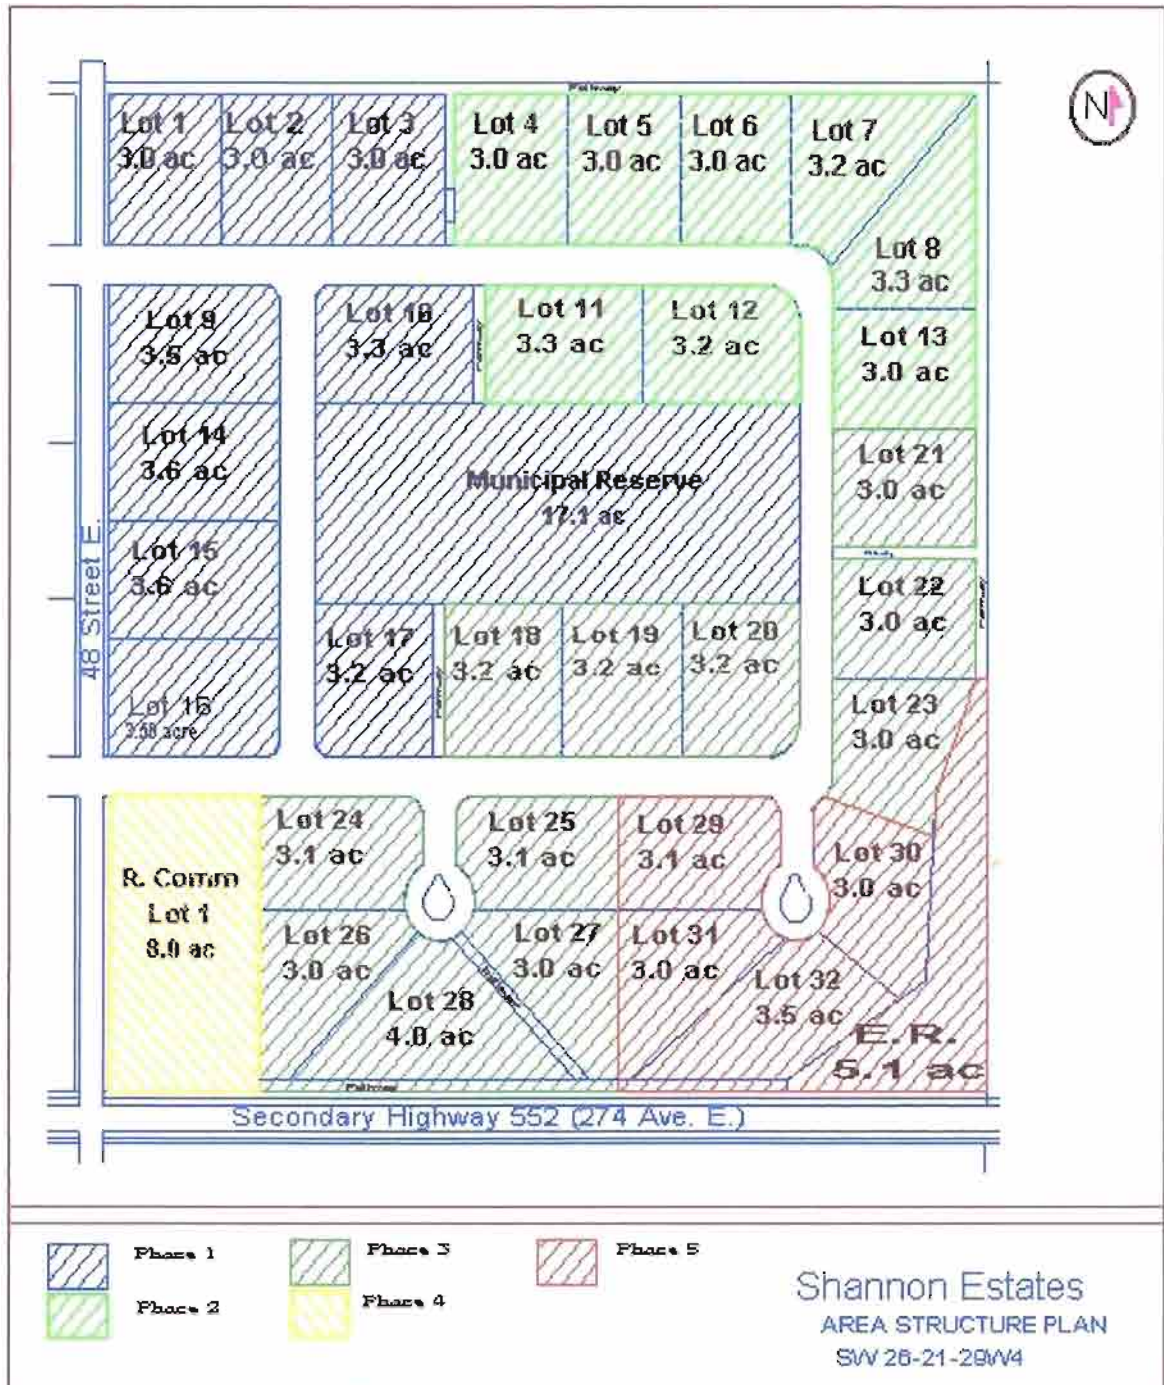 Pathway
N
Lot 1
3.0 ac
Lot 2
3.0 ac
Lot 3
3.0 ac
Lot 4
3.0 ac
Lot 5
3.0 ac
Lot 6
3.0 ac
Lot 7
3.2 ac
Lot 8
3.3 ac
Lot 9
3.5 ac
Lot 10
3.3 ac
Lot 11
3.3 ac
Lot 12
3.2 ac
Lot 13
3.0 ac
Lot 14
3.6 ac
Municipal Reserve
17.1 ac
Lot 21
3.0 ac
Lot 15
3.6 ac
48 Street E.
Lot 22
3.0 ac
Lot 16
3.58 acre
Lot 17
3.2 ac
Lot 18
3.2 ac
Lot 19
3.2 ac
Lot 20
3.2 ac
Lot 23
3.0 ac
R. Comm
Lot 1
8.0 ac
Lot 24
3.1 ac
Lot 25
3.1 ac
Lot 29
3.1 ac
Lot 30
3.0 ac
Lot 26
3.0 ac
Lot 27
3.0 ac
Lot 31
3.0 ac
Lot 28
4.0 ac
Lot 32
3.5 ac
E.R.
5.1 ac
Pathway
Secondary Highway 552 (274 Ave. E.)
Phase 1
Phase 2
Phase 3
Phase 4
Phase 5
Shannon Estates
AREA STRUCTURE PLAN
SW 26-21-29W4